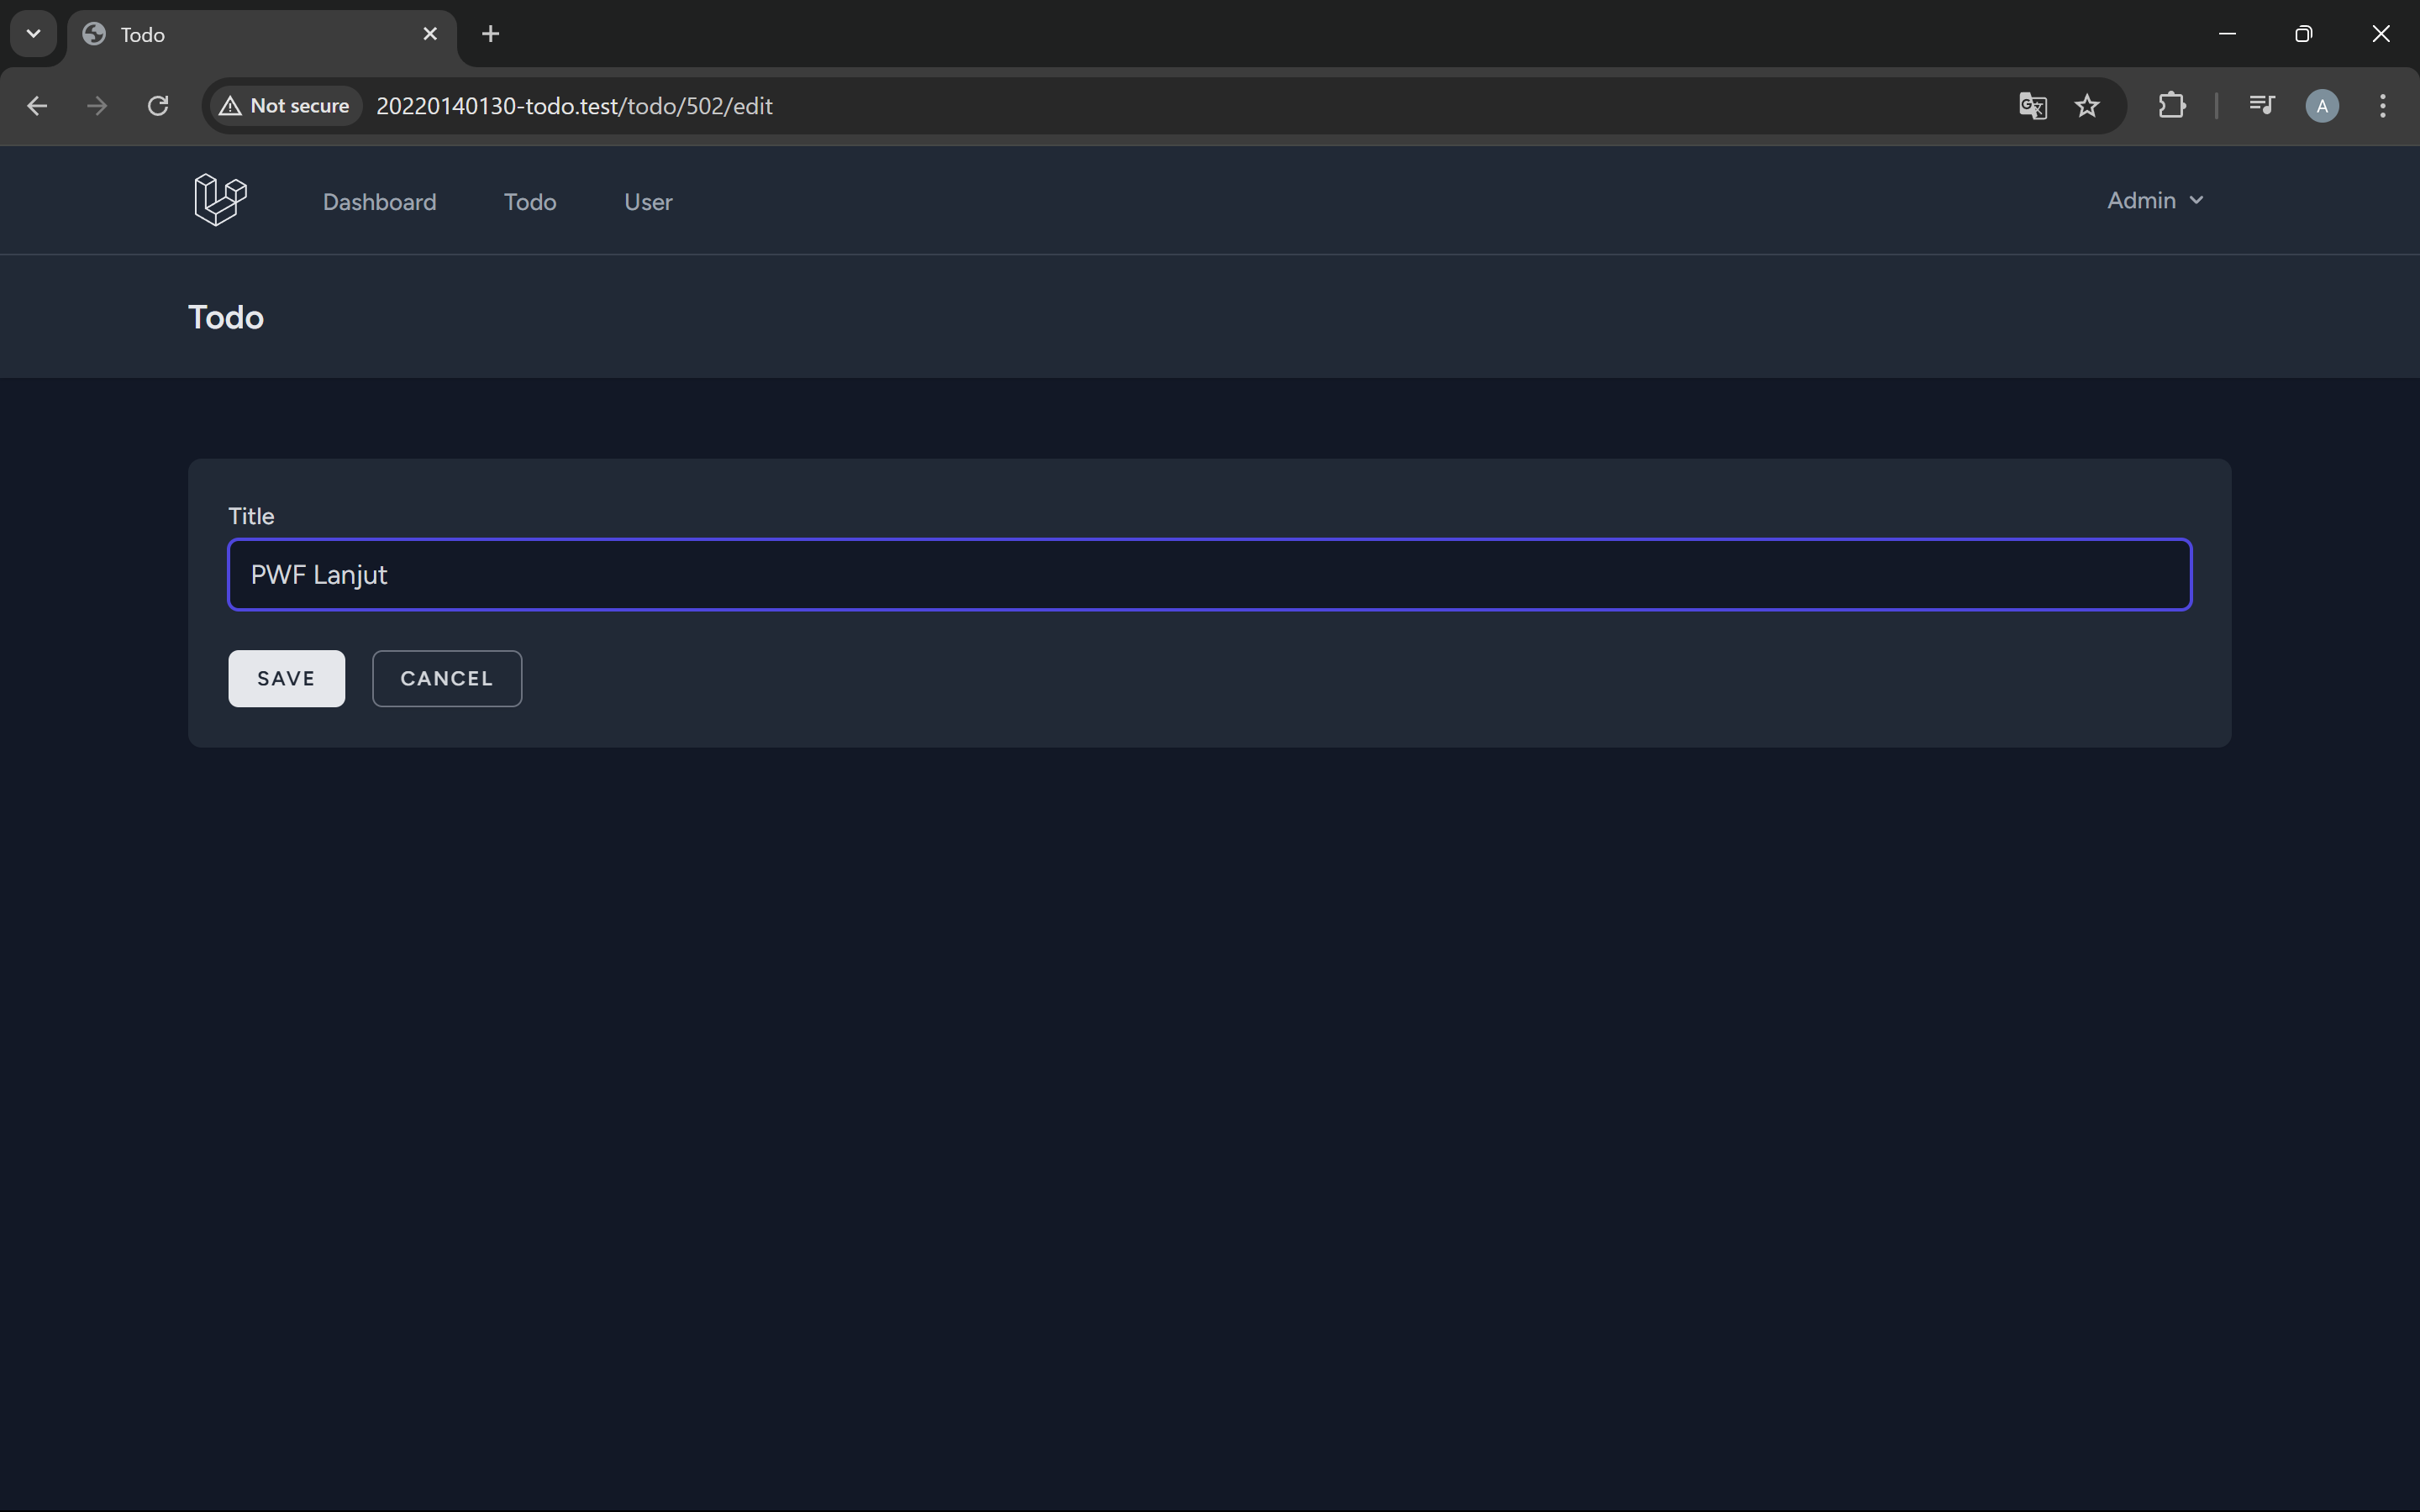 Todo
Not secure
20220140130-todo.test/todo/502/edit
A
Dashboard
Todo
User
Admin
Todo
Title
PWF Lanjut
SAVE
CANCEL